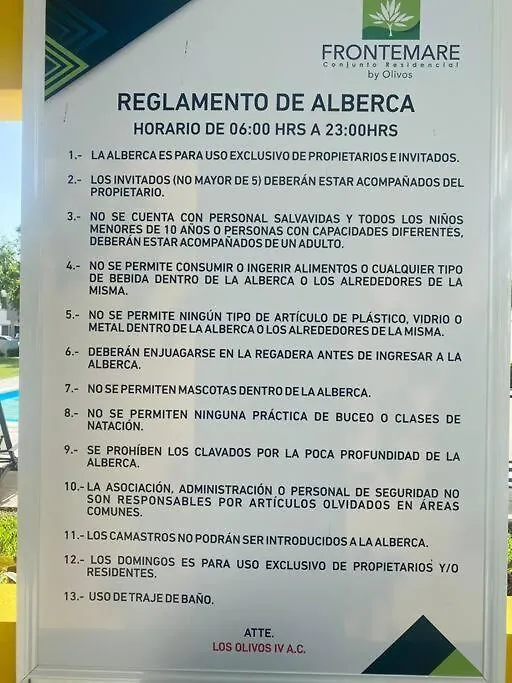 FRONTEMARE
Conjunto Residencial
by Olivos
REGLAMENTO DE ALBERCA
HORARIO DE 06:00 HRS A 23:00HRS
1.- LA ALBERCA ES PARA USO EXCLUSIVO DE PROPIETARIOS E INVITADOS.
2.- LOS INVITADOS (NO MAYOR DE 5) DEBERÁN ESTAR ACOMPAÑADOS DEL
PROPIETARIO.
3.- NO SE CUENTA CON PERSONAL SALVAVIDAS Y TODOS LOS NIÑOS
MENORES DE 10 AÑOS O PERSONAS CON CAPACIDADES DIFERENTES,
DEBERÁN ESTAR ACOMPAÑADOS DE UN ADULTO.
4.- NO SE PERMITE CONSUMIR O INGERIR ALIMENTOS O CUALQUIER TIPO
DE BEBIDA DENTRO DE LA ALBERCA O LOS ALREDEDORES DE LA
MISMA.
5.- NO SE PERMITE NINGÚN TIPO DE ARTÍCULO DE PLÁSTICO, VIDRIO O
METAL DENTRO DE LA ALBERCA O LOS ALREDEDORES DE LA MISMA.
6.- DEBERÁN ENJUAGARSE EN LA REGADERA ANTES DE INGRESAR A LA
ALBERCA.
7.- NO SE PERMITEN MASCOTAS DENTRO DE LA ALBERCA.
8.- NO SE PERMITEN NINGUNA PRÁCTICA DE BUCEO O CLASES DE
NATACIÓN.
9.- SE PROHÍBEN LOS CLAVADOS POR LA POCA PROFUNDIDAD DE LA
ALBERCA.
10.- LA ASOCIACIÓN, ADMINISTRACIÓN O PERSONAL DE SEGURIDAD NO
SON RESPONSABLES POR ARTÍCULOS OLVIDADOS EN ÁREAS
COMUNES.
11.- LOS CAMASTROS NO PODRÁN SER INTRODUCIDOS A LA ALBERCA.
12.- LOS DOMINGOS ES PARA USO EXCLUSIVO DE PROPIETARIOS Y/O
RESIDENTES.
13.- USO DE TRAJE DE BAÑO.
ATTE.
LOS OLIVOS IV A.C.